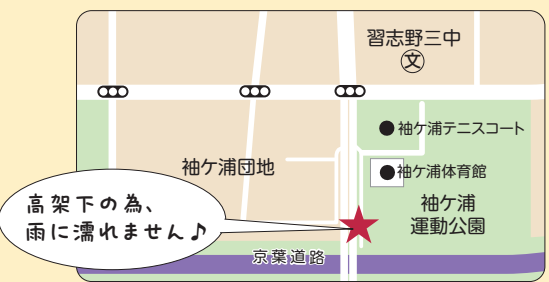 習志野三中
文
袖ケ浦テニスコート
袖ケ浦団地
袖ケ浦体育館
袖ケ浦
運動公園
高架下の為、
雨に濡れません♪
京葉道路